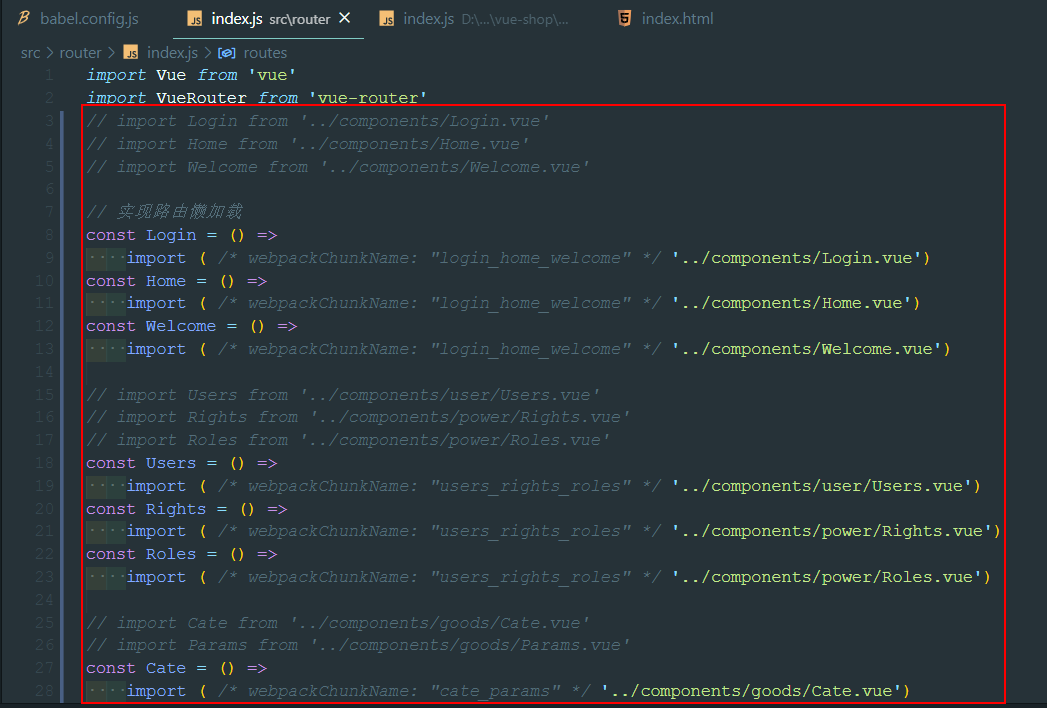 babel.config.js
index.js src\router
index.js D:\...\vue-shop\...
index.html
src > router > index.js > routes
1 import Vue from 'vue'
2 import VueRouter from 'vue-router'
3 // import Login from '../components/Login.vue'
4 // import Home from '../components/Home.vue'
5 // import Welcome from '../components/Welcome.vue'
6
7 // 实现路由懒加载
8 const Login = () =>
9 import ( /* webpackChunkName: "login_home_welcome" */ '../components/Login.vue')
10 const Home = () =>
11 import ( /* webpackChunkName: "login_home_welcome" */ '../components/Home.vue')
12 const Welcome = () =>
13 import ( /* webpackChunkName: "login_home_welcome" */ '../components/Welcome.vue')
14
15 // import Users from '../components/user/Users.vue'
16 // import Rights from '../components/power/Rights.vue'
17 // import Roles from '../components/power/Roles.vue'
18 const Users = () =>
19 import ( /* webpackChunkName: "users_rights_roles" */ '../components/user/Users.vue')
20 const Rights = () =>
21 import ( /* webpackChunkName: "users_rights_roles" */ '../components/power/Rights.vue')
22 const Roles = () =>
23 import ( /* webpackChunkName: "users_rights_roles" */ '../components/power/Roles.vue')
24
25 // import Cate from '../components/goods/Cate.vue'
26 // import Params from '../components/goods/Params.vue'
27 const Cate = () =>
28 import ( /* webpackChunkName: "cate_params" */ '../components/goods/Cate.vue')